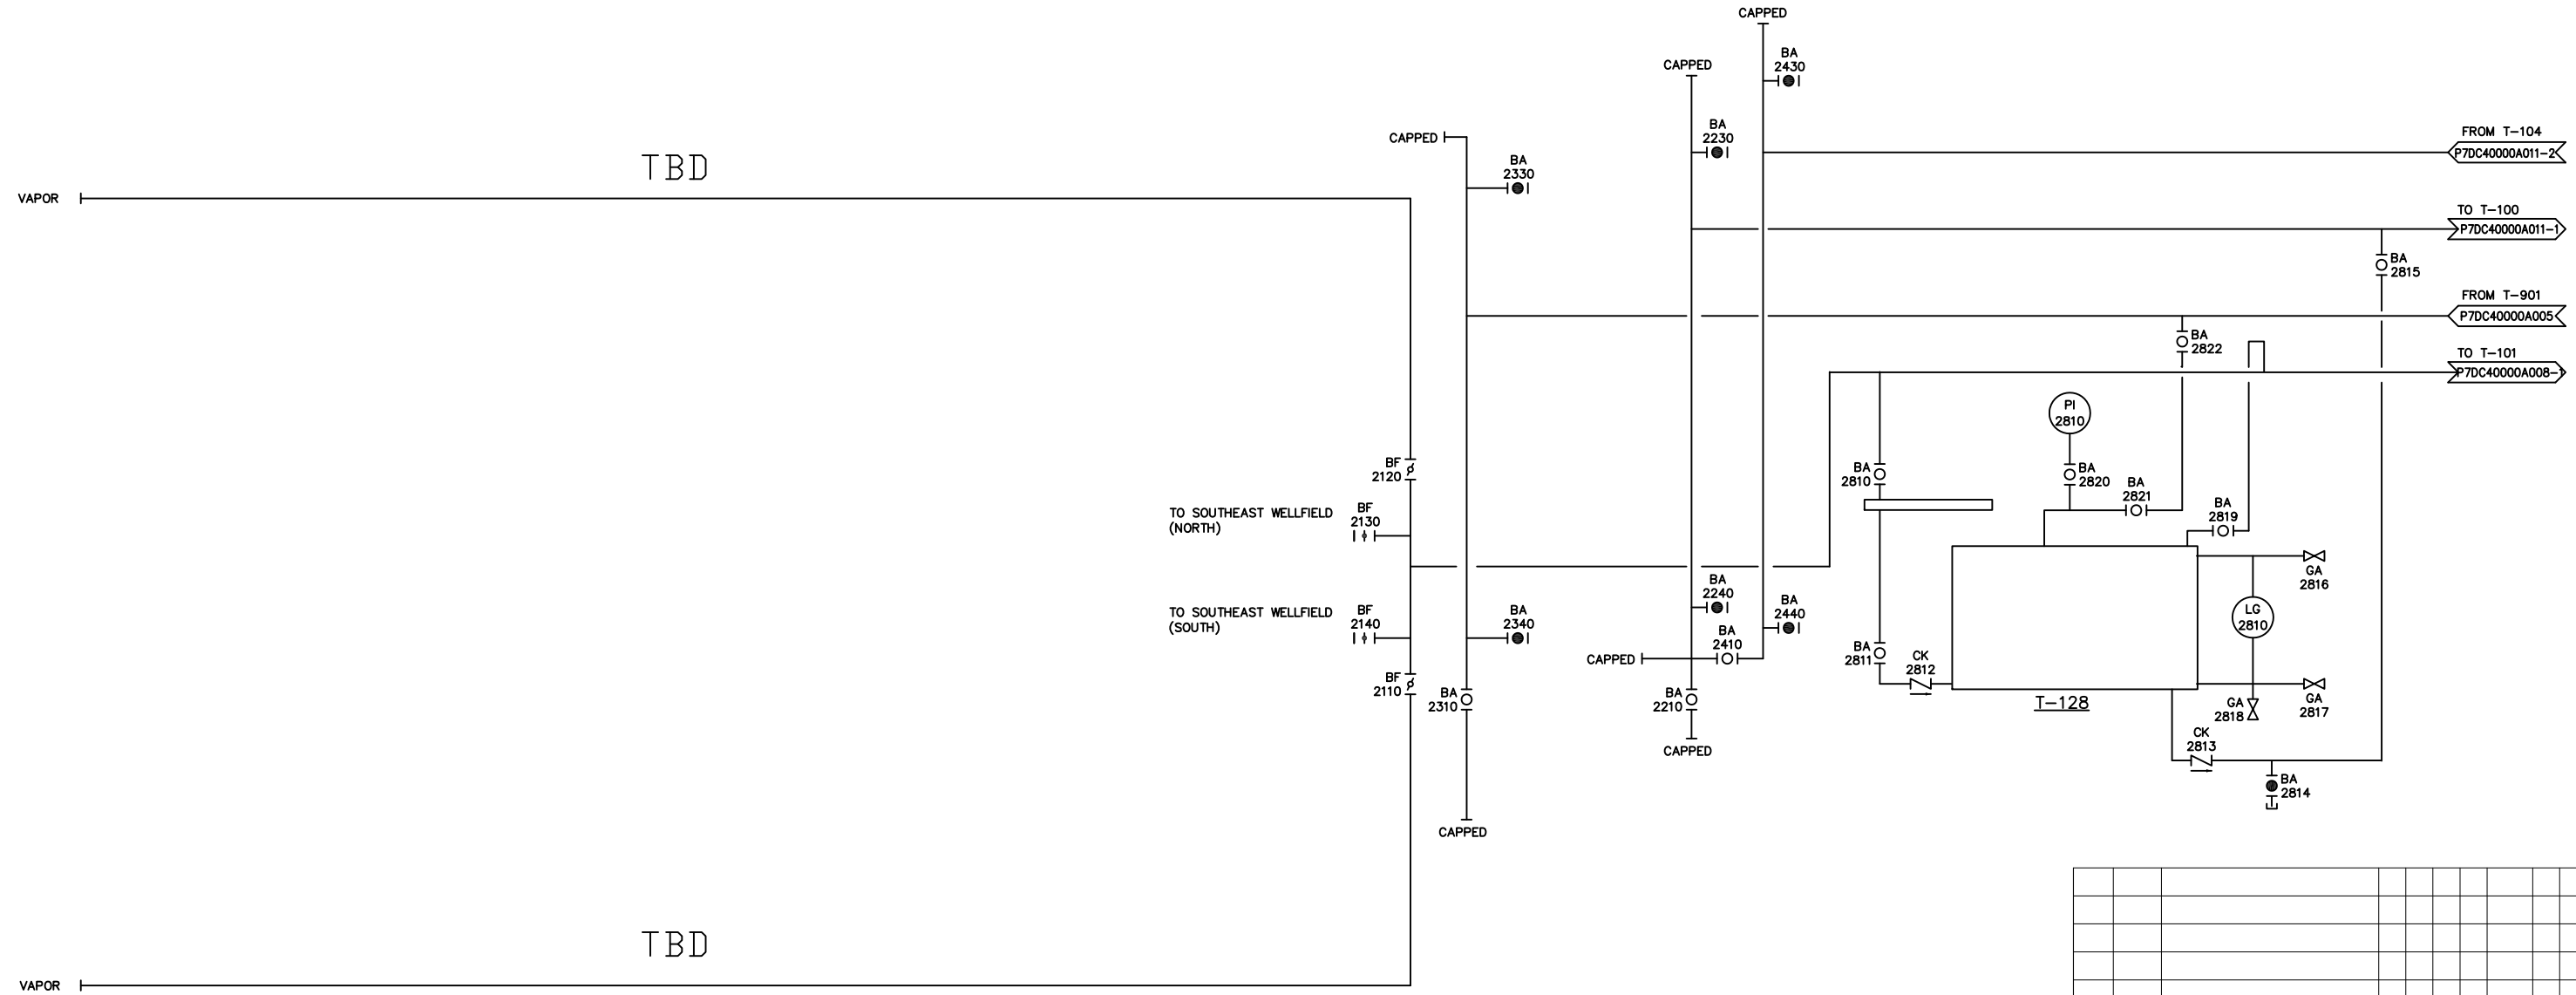 CAPPED
BA
2430
CAPPED
BA
2230
CAPPED
FROM T-104
P7DC40000A011-2
TBD
BA
2330
VAPOR
TO T-100
P7DC40000A011-1
BA
2815
FROM T-901
P7DC40000A005
BA
2822
TO T-101
P7DC40000A008-1
PI
2810
BF
2120
BA
2810
BA
2820
BA
2821
BA
2819
TO SOUTHEAST WELLFIELD
(NORTH)
BF
2130
GA
2816
BA
2240
BA
2440
TO SOUTHEAST WELLFIELD
(SOUTH)
BF
2140
BA
2340
LG
2810
BA
2410
CAPPED
BA
2811
CK
2812
BF
2110
BA
2310
BA
2210
T-128
GA
2818
GA
2817
CAPPED
CK
2813
BA
2814
CAPPED
TBD
VAPOR